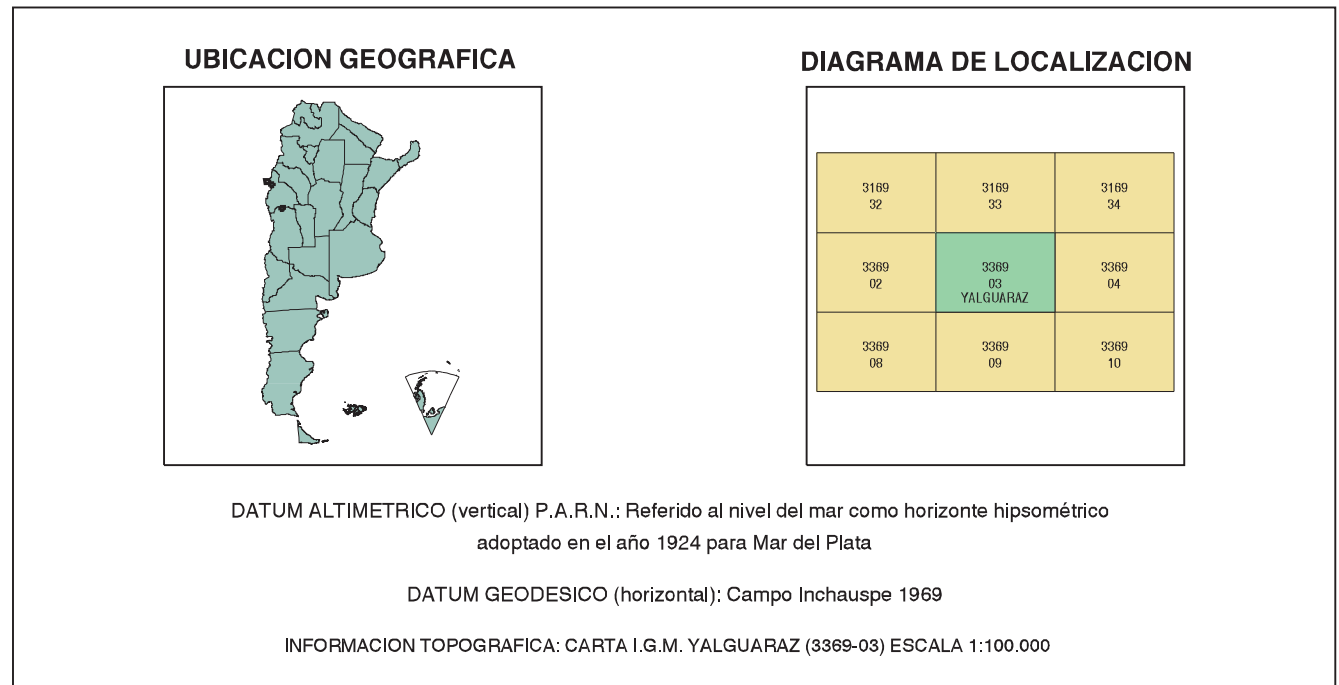 UBICACION GEOGRAFICA
DIAGRAMA DE LOCALIZACION
3169
32
3169
33
3169
34
3369
02
3369
03
YALGUARAZ
3369
04
3369
08
3369
09
3369
10
DATUM ALTIMETRICO (vertical) P.A.R.N.: Referido al nivel del mar como horizonte hipsométrico
adoptado en el año 1924 para Mar del Plata
DATUM GEODESICO (horizontal): Campo Inchauspe 1969
INFORMACION TOPOGRAFICA: CARTA I.G.M. YALGUARAZ (3369-03) ESCALA 1:100.000